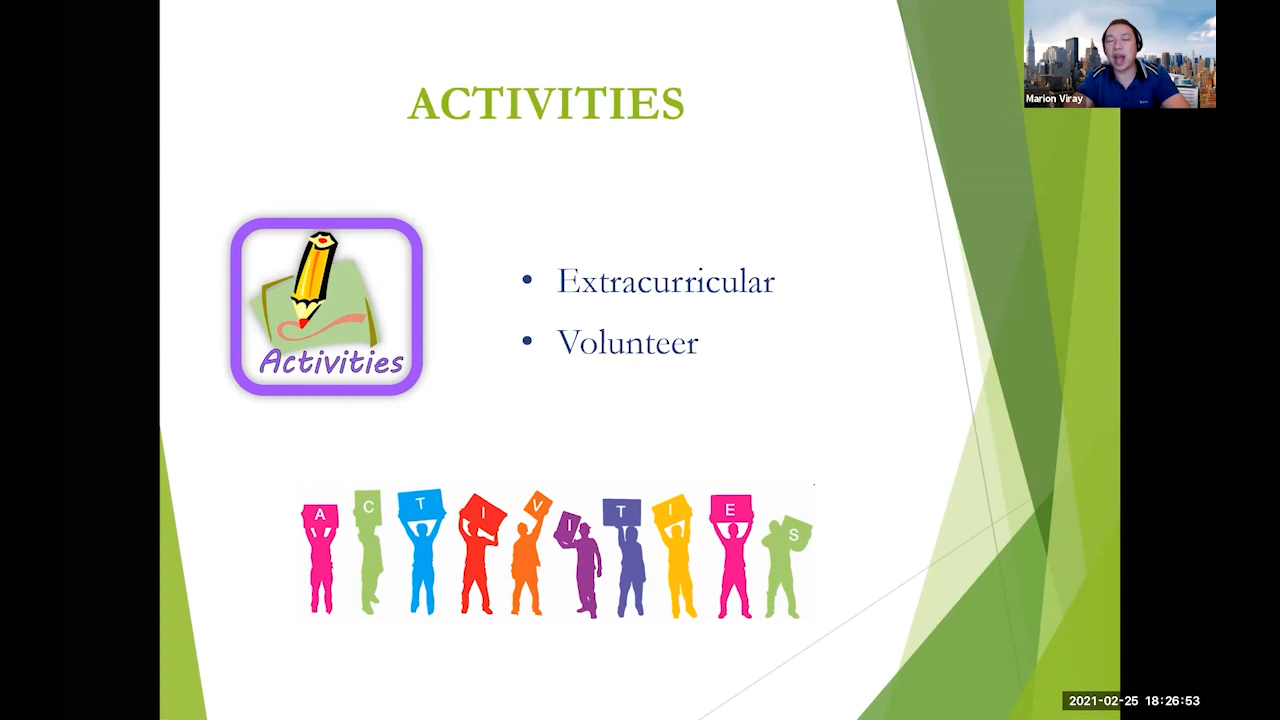 ACTIVITIES
Marion Viray
Activities
• Extracurricular
• Volunteer
A C T I V I T I E S
2021-02-25 18:26:53